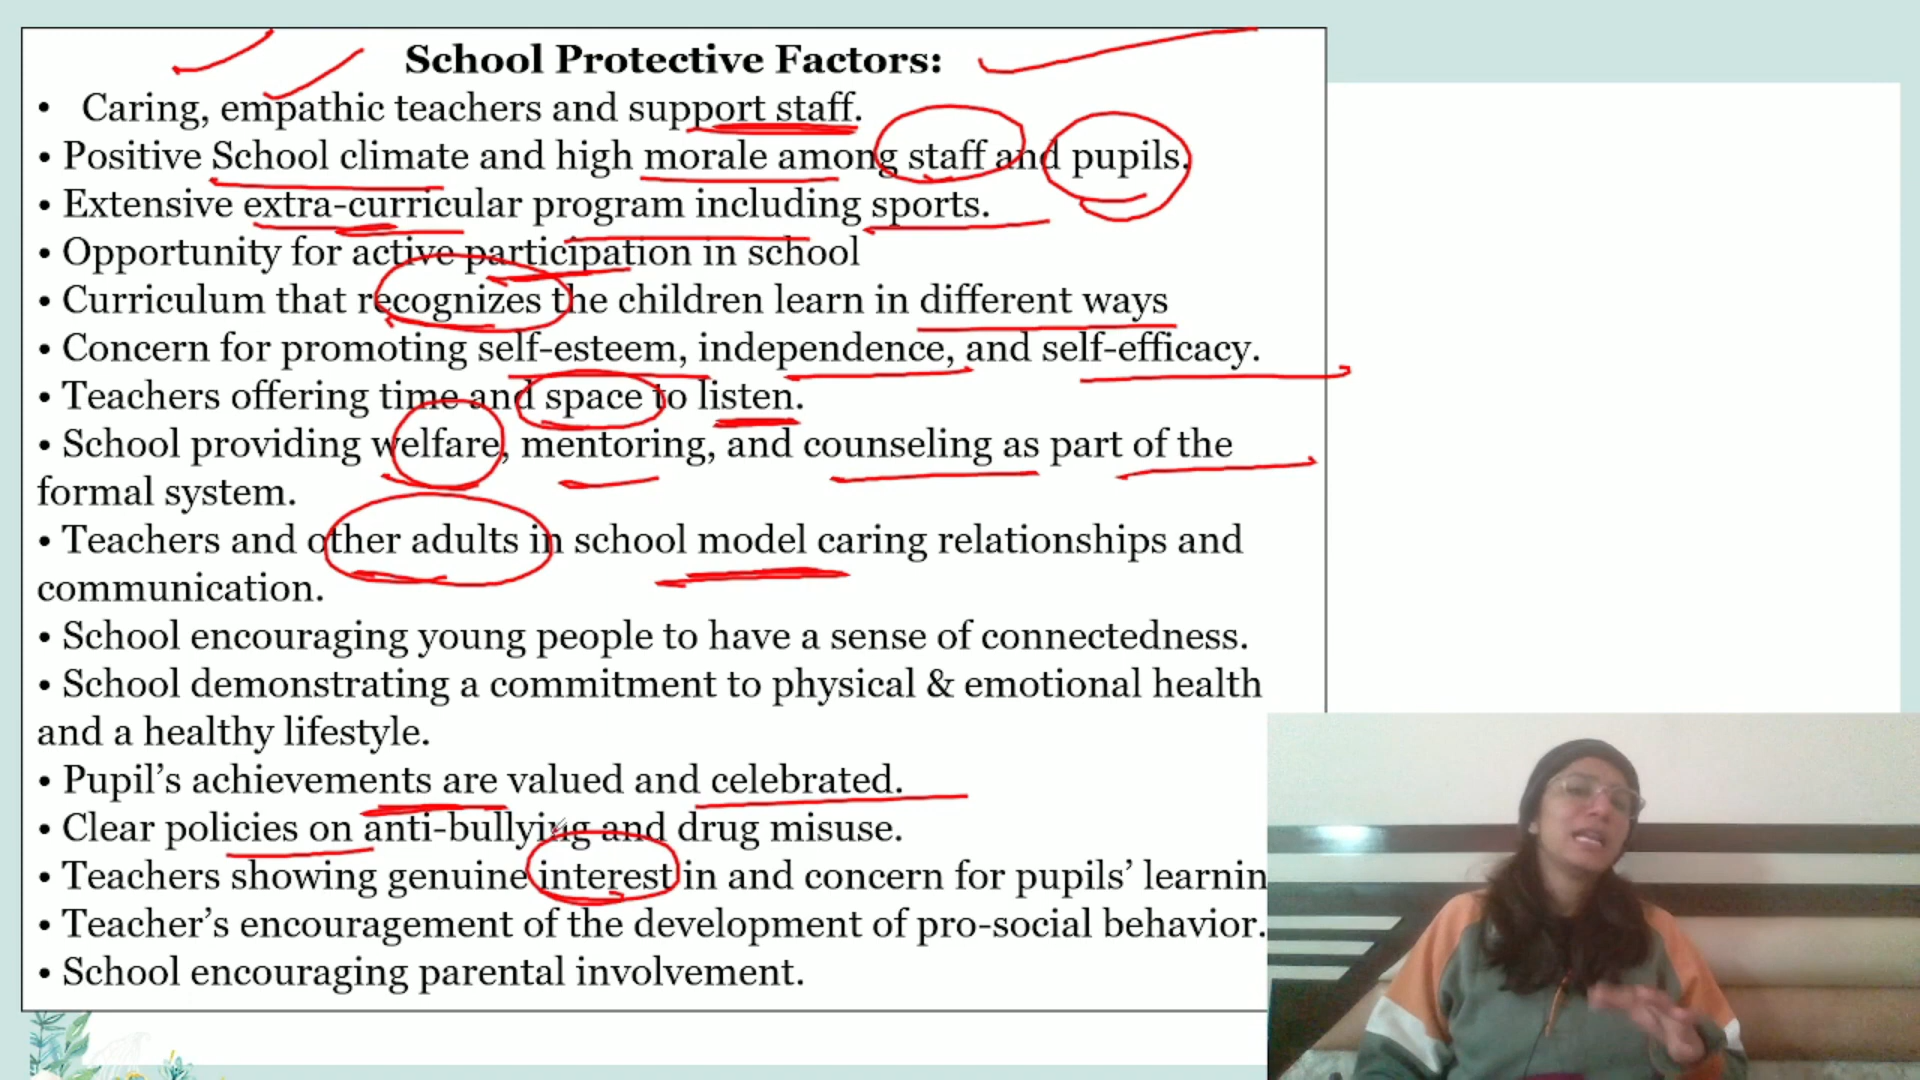 School Protective Factors:
• Caring, empathic teachers and support staff.
• Positive School climate and high morale among staff and pupils.
• Extensive extra-curricular program including sports.
• Opportunity for active participation in school
• Curriculum that recognizes the children learn in different ways
• Concern for promoting self-esteem, independence, and self-efficacy.
• Teachers offering time and space to listen.
• School providing welfare, mentoring, and counseling as part of the
formal system.
• Teachers and other adults in school model caring relationships and
communication.
• School encouraging young people to have a sense of connectedness.
• School demonstrating a commitment to physical & emotional health
and a healthy lifestyle.
• Pupil’s achievements are valued and celebrated.
• Clear policies on anti-bullying and drug misuse.
• Teachers showing genuine interest in and concern for pupils’ learnin
• Teacher’s encouragement of the development of pro-social behavior.
• School encouraging parental involvement.